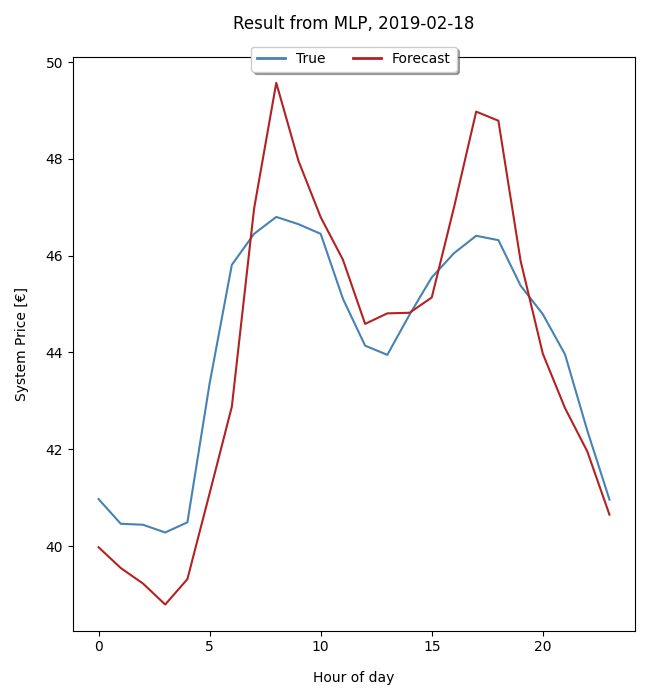 Result from MLP, 2019-02-18
True
Forecast
50
48
46
44
42
40
System Price [€]
0
5
10
15
20
Hour of day